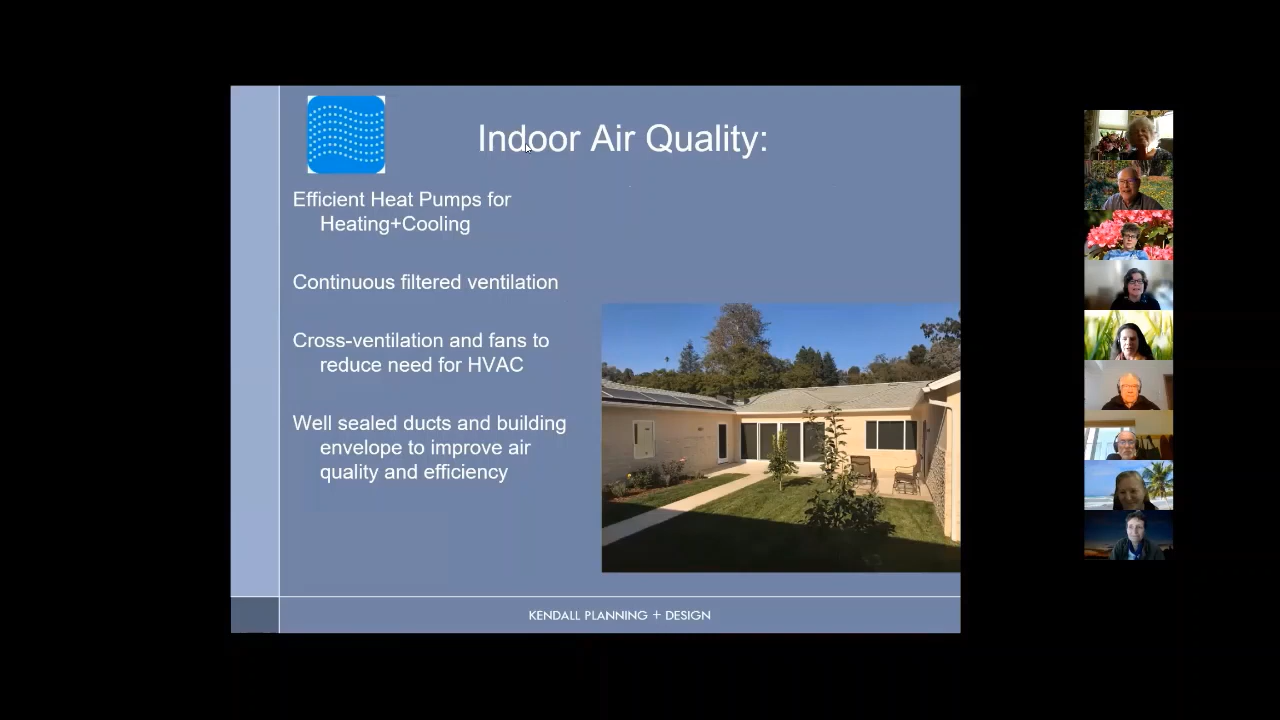 Indoor Air Quality:
Efficient Heat Pumps for
Heating+Cooling
Continuous filtered ventilation
Cross-ventilation and fans to
reduce need for HVAC
Well sealed ducts and building
envelope to improve air
quality and efficiency
KENDALL PLANNING + DESIGN